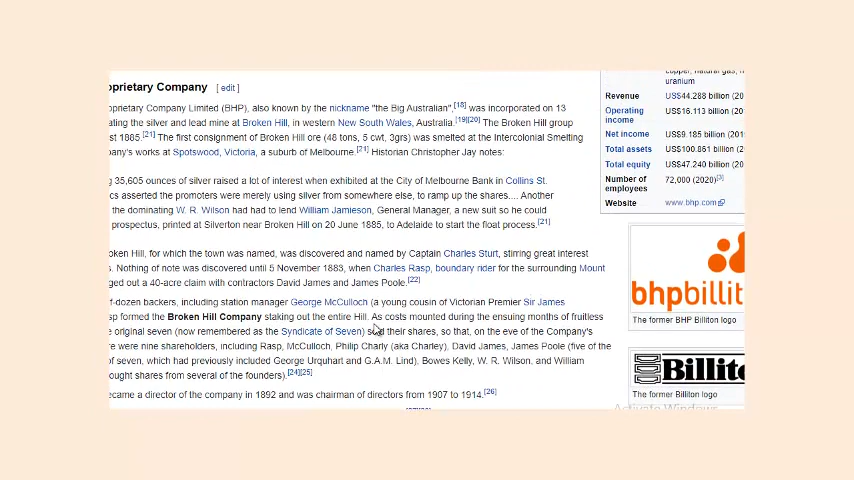 oprietary Company [ edit ]
oprietary Company Limited (BHP), also known by the nickname "the Big Australian",[18] was incorporated on 13
ating the silver and lead mine at Broken Hill, in western New South Wales, Australia.[19][20] The Broken Hill group
st 1885.[21] The first consignment of Broken Hill ore (48 tons, 5 cwt, 3grs) was smelted at the Intercolonial Smelting
pany's works at Spotswood, Victoria, a suburb of Melbourne.[21] Historian Christopher Jay notes:
g 35,605 ounces of silver raised a lot of interest when exhibited at the City of Melbourne Bank in Collins St.
cs asserted the promoters were merely using silver from somewhere else, to ramp up the shares.... Another
the dominating W. R. Wilson had had to lend William Jamieson, General Manager, a new suit so he could
prospectus, printed at Silverton near Broken Hill on 20 June 1885, to Adelaide to start the float process.[21]
oken Hill, for which the town was named, was discovered and named by Captain Charles Sturt, stirring great interest
s. Nothing of note was discovered until 5 November 1883, when Charles Rasp, boundary rider for the surrounding Mount
ged out a 40-acre claim with contractors David James and James Poole.[22]
f-dozen backers, including station manager George McCulloch (a young cousin of Victorian Premier Sir James
sp formed the Broken Hill Company staking out the entire Hill. As costs mounted during the ensuing months of fruitless
e original seven (now remembered as the Syndicate of Seven) sold their shares, so that, on the eve of the Company's
e were nine shareholders, including Rasp, McCulloch, Philip Charly (aka Charley), David James, James Poole (five of the
of seven, which had previously included George Urquhart and G.A.M. Lind), Bowes Kelly, W. R. Wilson, and William
ought shares from several of the founders).[24][25]
ecame a director of the company in 1892 and was chairman of directors from 1907 to 1914.[26]
copper, natural gas,
uranium
Revenue US$44.288 billion (20
Operating income US$16.113 billion (20
Net income US$9.185 billion (201
Total assets US$100.861 billion (20
Total equity US$47.240 billion (20
Number of employees 72,000 (2020)[3]
Website www.bhp.com
bhpbillit
The former BHP Billiton logo
Billito
The former Billiton logo
Activate Windows